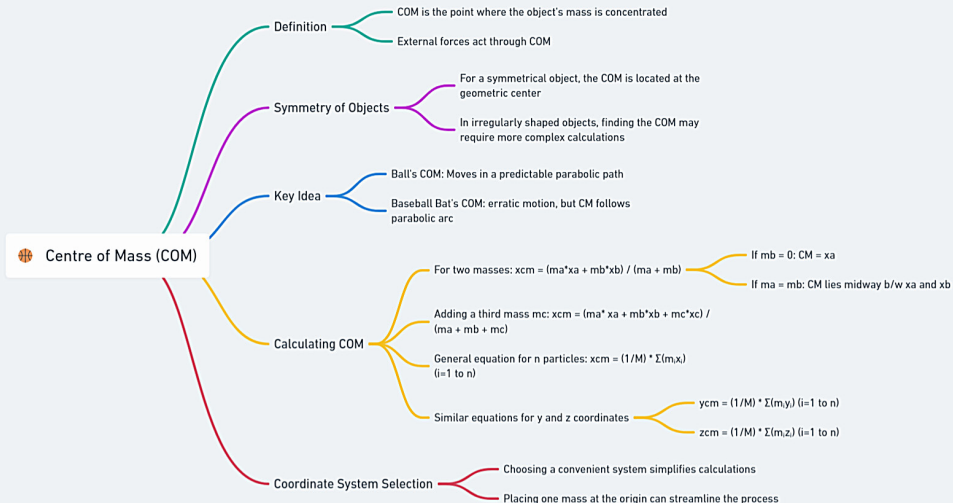 Centre of Mass (COM)
Definition
COM is the point where the object's mass is concentrated
External forces act through COM
Symmetry of Objects
For a symmetrical object, the COM is located at the
geometric center
In irregularly shaped objects, finding the COM may
require more complex calculations
Key Idea
Ball's COM: Moves in a predictable parabolic path
Baseball Bat's COM: erratic motion, but CM follows
parabolic arc
Calculating COM
For two masses: xcm = (ma*xa + mb*xb) / (ma + mb)
If mb = 0: CM = xa
If ma = mb: CM lies midway b/w xa and xb
Adding a third mass mc: xcm = (ma* xa + mb*xb + mc*xc) /
(ma + mb + mc)
General equation for n particles: xcm = (1/M) * Σ(mᵢxᵢ)
(i=1 to n)
Similar equations for y and z coordinates
ycm = (1/M) * Σ(mᵢyᵢ) (i=1 to n)
zcm = (1/M) * Σ(mᵢzᵢ) (i=1 to n)
Coordinate System Selection
Choosing a convenient system simplifies calculations
Placing one mass at the origin can streamline the process